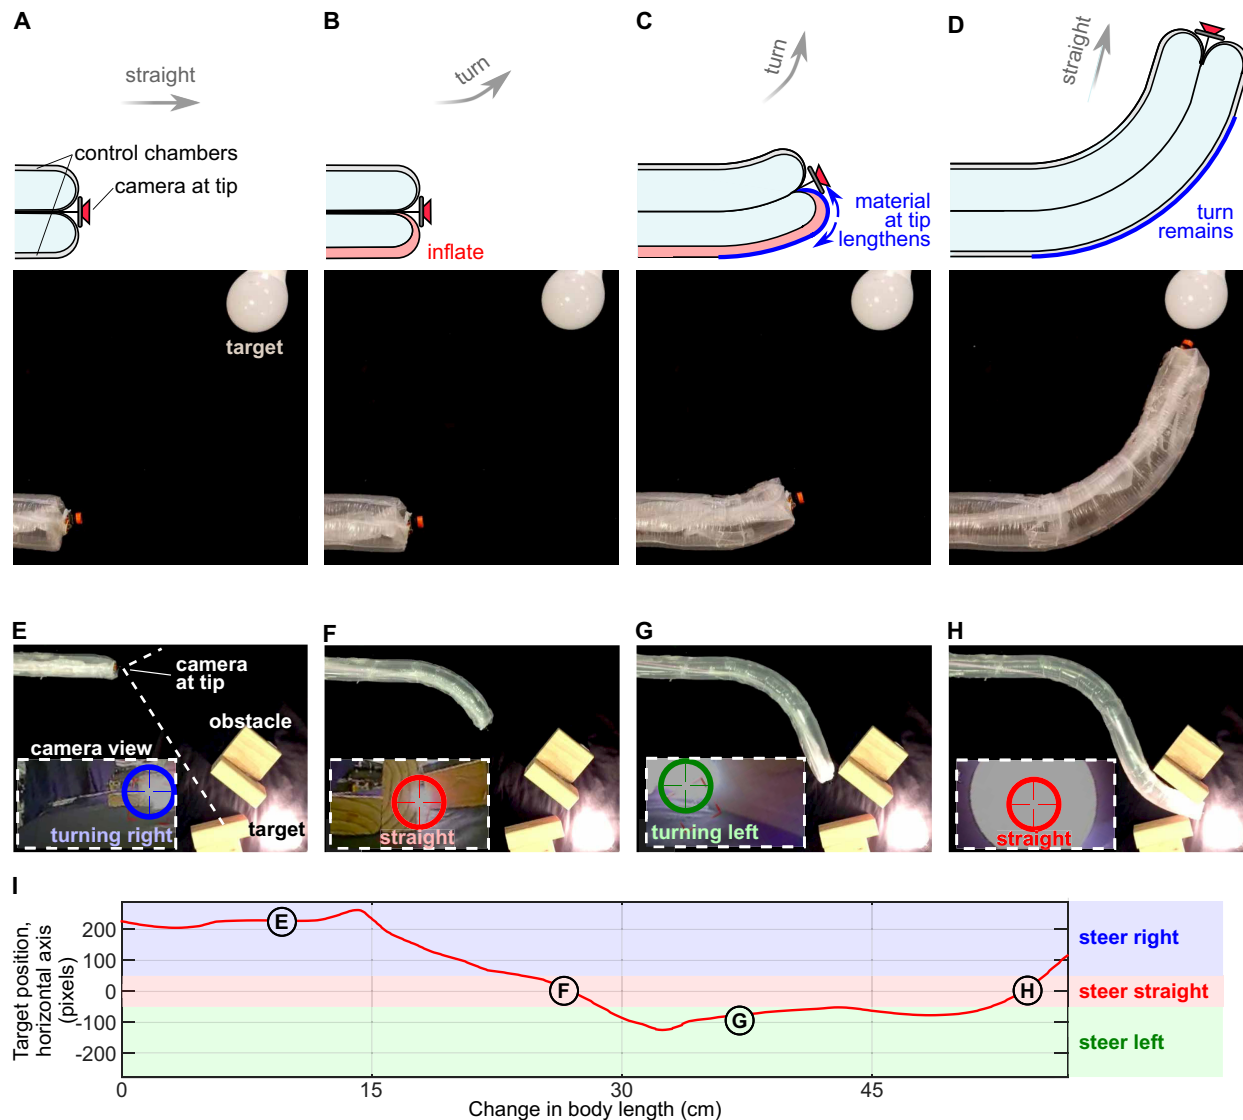 A
B
C
D
straight
turn
turn
straight
control chambers
camera at tip
inflate
material
at tip
lengthens
turn
remains
target
E
F
G
H
camera
at tip
obstacle
camera view
turning right
target
straight
turning left
straight
I
Target position,
horizontal axis
(pixels)
200
100
0
-100
-200
E
F
G
H
steer right
steer straight
steer left
0
15
30
45
Change in body length (cm)